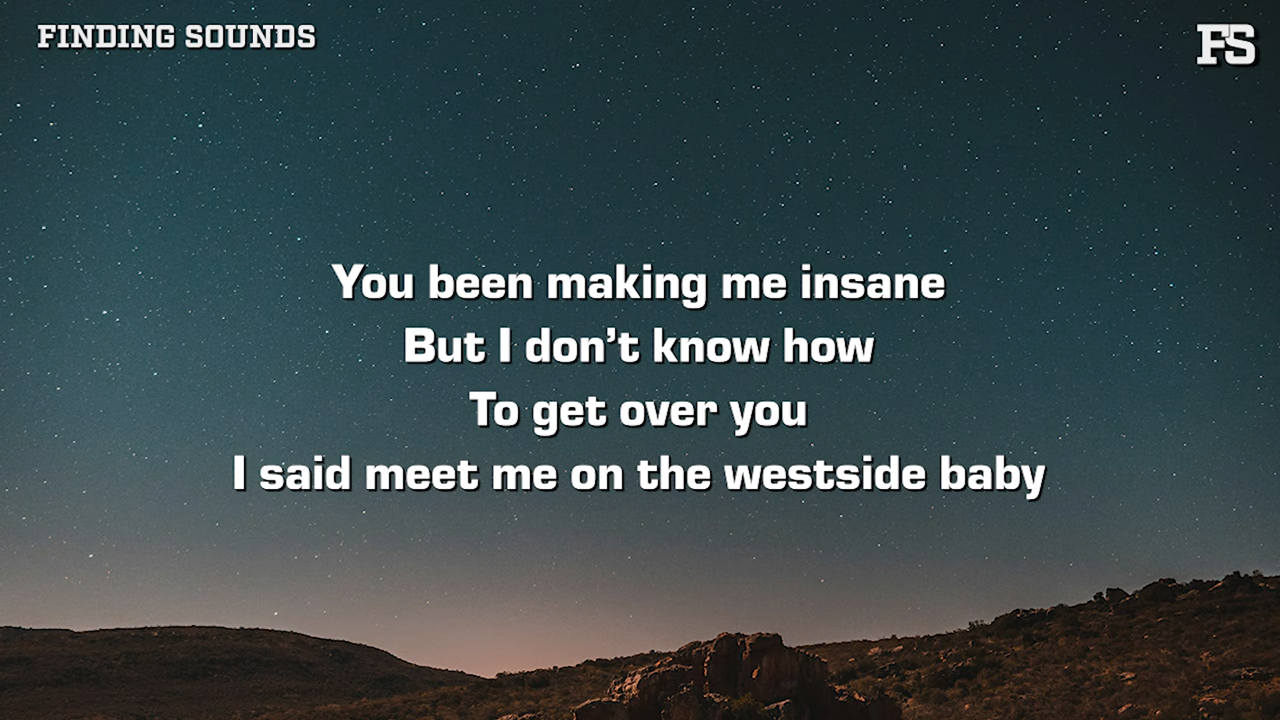 FINDING SOUNDS
FS
You been making me insane
But I don’t know how
To get over you
I said meet me on the westside baby